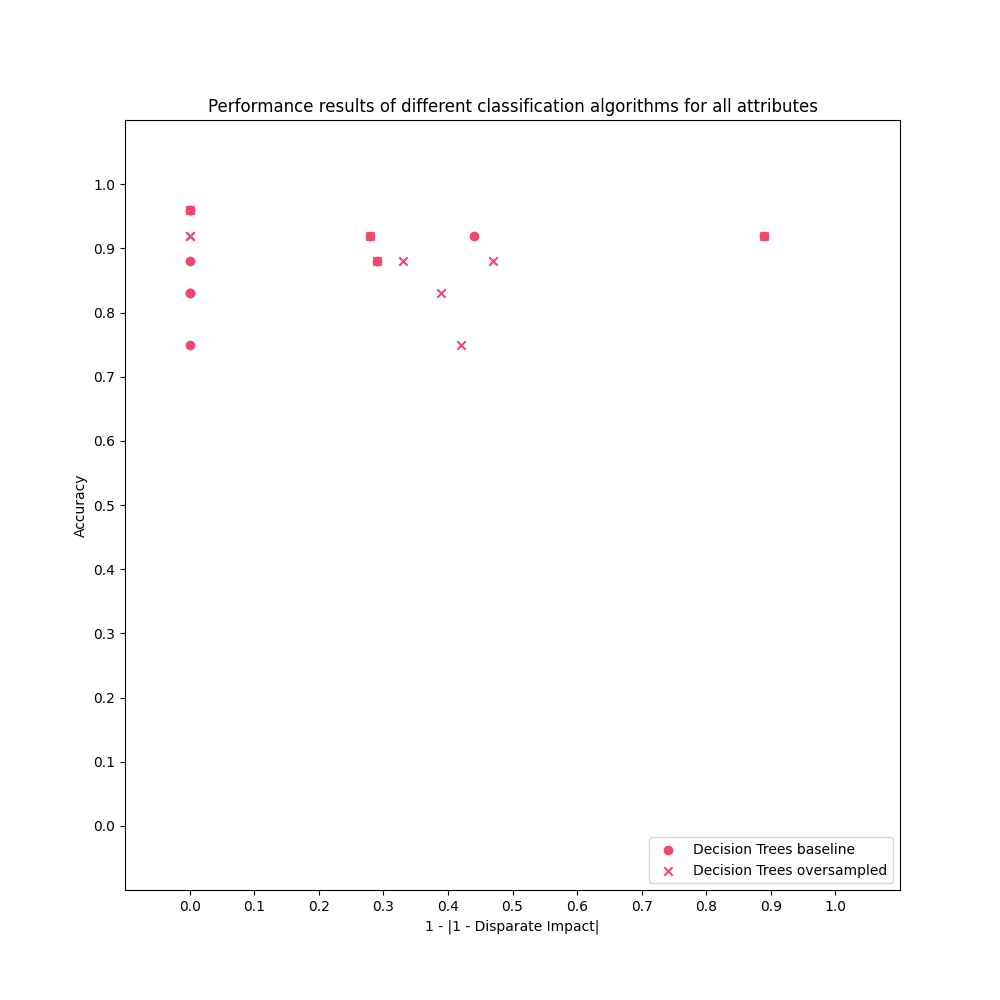 Performance results of different classification algorithms for all attributes
1.0
0.9
0.8
0.7
0.6
0.5
0.4
0.3
0.2
0.1
0.0
Accuracy
Decision Trees baseline
Decision Trees oversampled
0.0 0.1 0.2 0.3 0.4 0.5 0.6 0.7 0.8 0.9 1.0
1 - |1 - Disparate Impact|